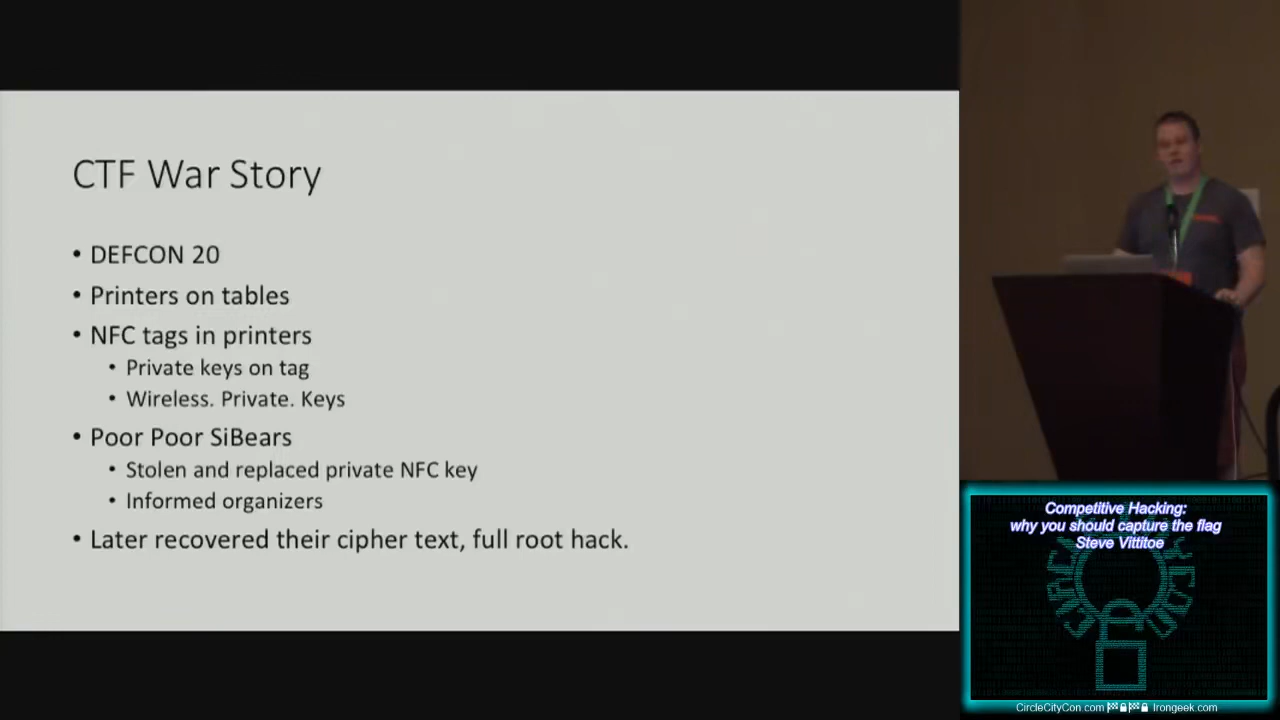 CTF War Story
• DEFCON 20
• Printers on tables
• NFC tags in printers
• Private keys on tag
• Wireless. Private. Keys
• Poor Poor SiBears
• Stolen and replaced private NFC key
• Informed organizers
• Later recovered their cipher text, full root hack.
Competitive Hacking:
why you should capture the flag
Steve Vittitoe
CircleCityCon.com Irongeek.com